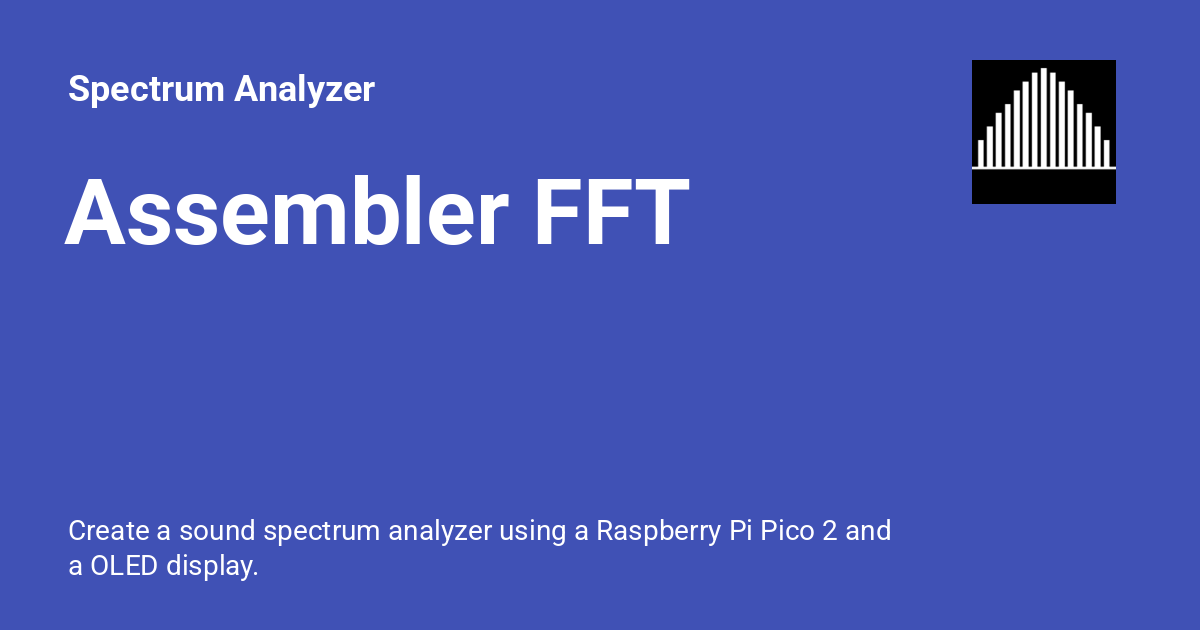 Spectrum Analyzer
Assembler FFT
Create a sound spectrum analyzer using a Raspberry Pi Pico 2 and
a OLED display.